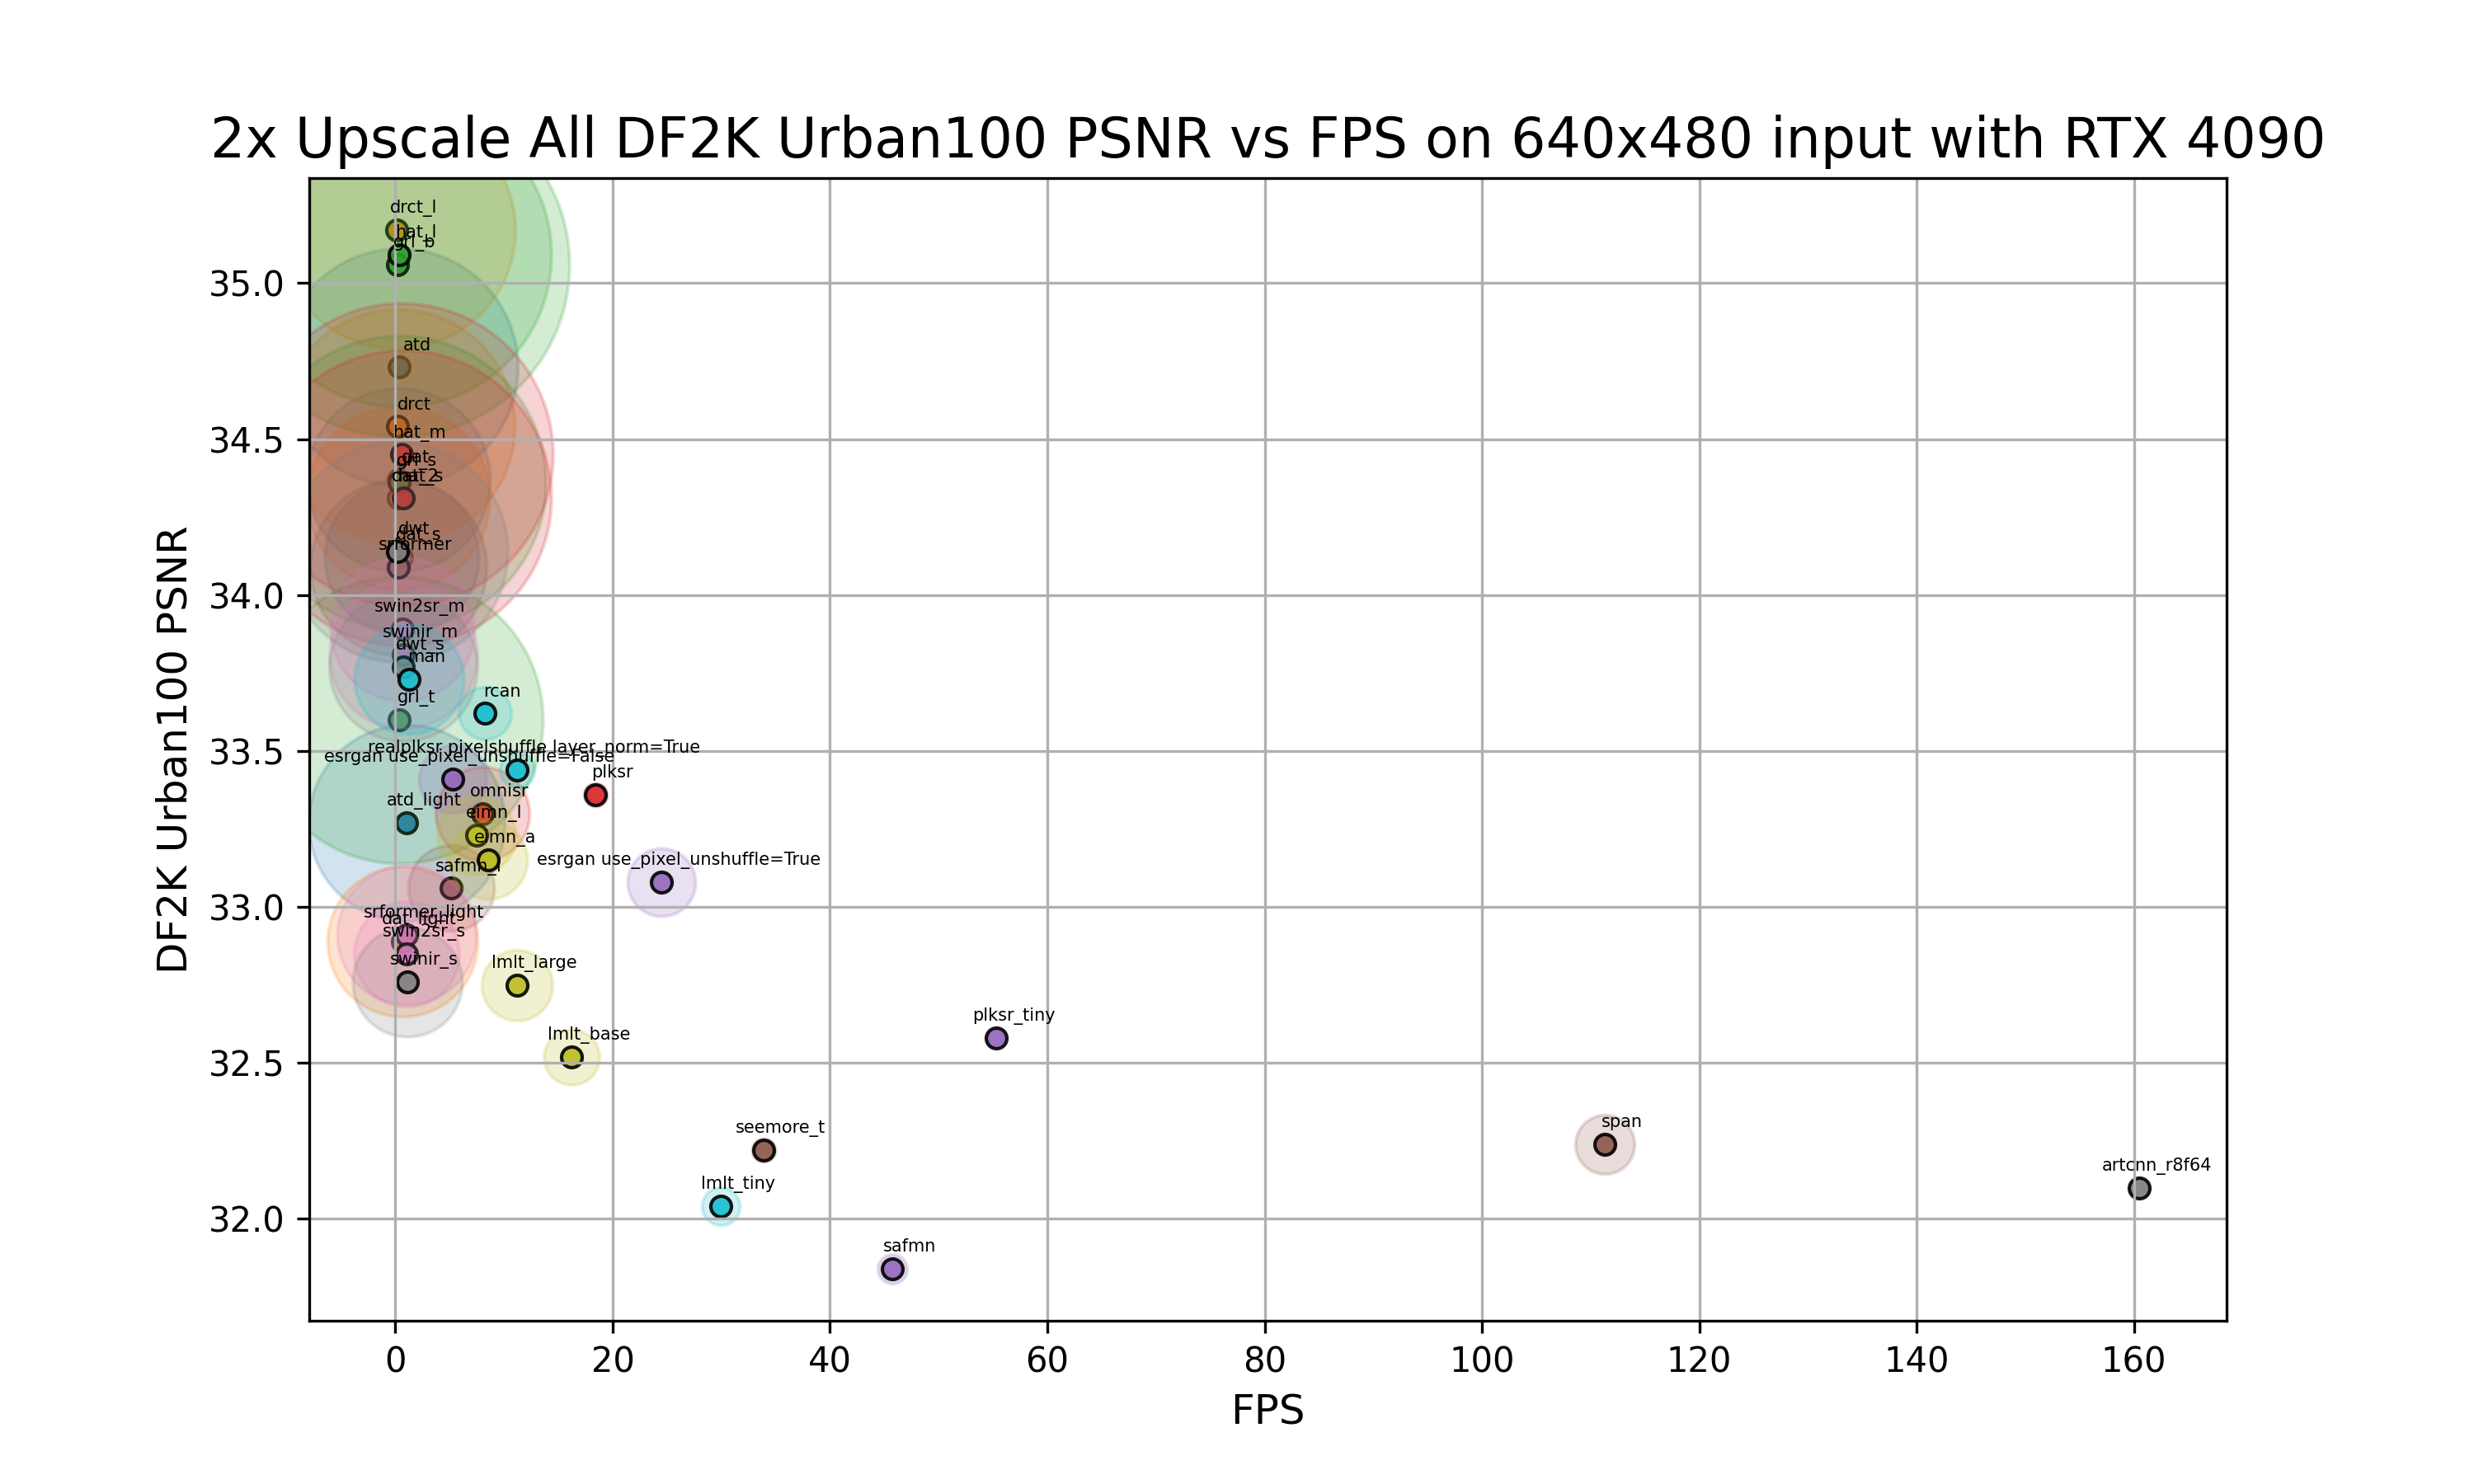 2x Upscale All DF2K Urban100 PSNR vs FPS on 640x480 input with RTX 4090
DF2K Urban100 PSNR
35.0
34.5
34.0
33.5
33.0
32.5
32.0
drct_l
hat_l
grl_b
atd
drct
hat_m
dat
grl_s
dat2
hat_s
dwt
dat_s
srformer
swin2sr_m
swinir_m
dwt_s
man
grl_t
rcan
realplksr pixelshuffle layer_norm=True
esrgan use_pixel_unshuffle=False
plksr
omnisr
atd_light
eimn_l
eimn_a
esrgan use_pixel_unshuffle=True
safmn_l
srformer_light
dat_light
swin2sr_s
swinir_s
lmlt_large
plksr_tiny
lmlt_base
seemore_t
span
artcnn_r8f64
lmlt_tiny
safmn
0 20 40 60 80 100 120 140 160
FPS